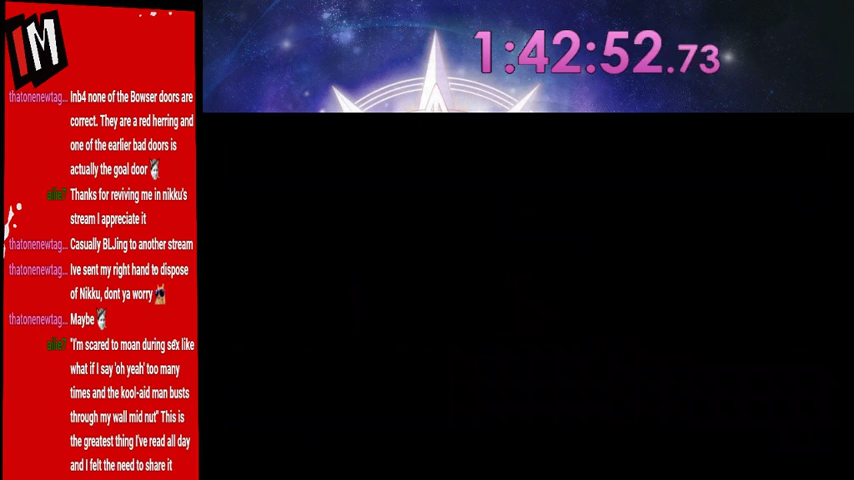 IM
1:42:52.73
thatonenewtag... Inb4 none of the Bowser doors are
correct. They are a red herring and
one of the earlier bad doors is
actually the goal door
Thanks for reviving me in nikku's
stream I appreciate it
thatonenewtag... Casually BLJing to another stream
thatonenewtag... Ive sent my right hand to dispose
of Nikku, dont ya worry
thatonenewtag... Maybe
"I'm scared to moan during sex like
what if I say 'oh yeah' too many
times and the kool-aid man busts
through my wall mid nut" This is
the greatest thing I've read all day
and I felt the need to share it